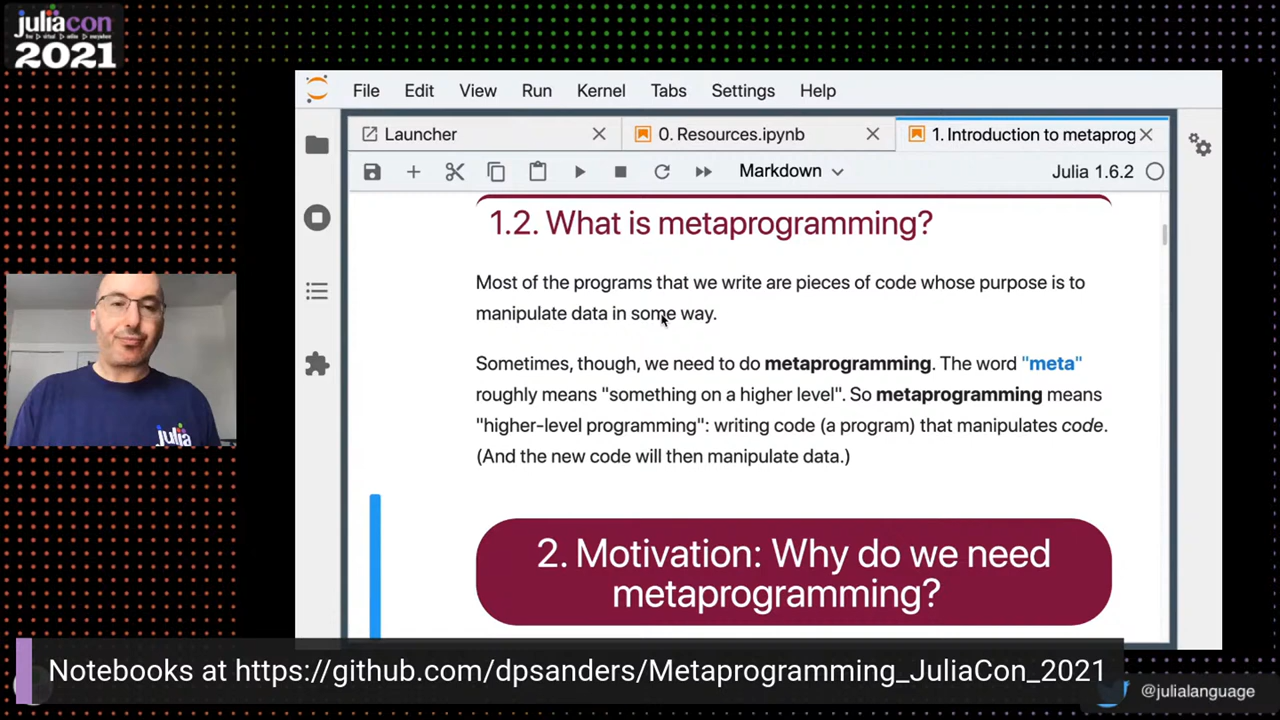 juliacon
2021
File Edit View Run Kernel Tabs Settings Help
Launcher
0. Resources.ipynb
1. Introduction to metaprog
Markdown
Julia 1.6.2
1.2. What is metaprogramming?
Most of the programs that we write are pieces of code whose purpose is to
manipulate data in some way.
Sometimes, though, we need to do metaprogramming. The word "meta"
roughly means "something on a higher level". So metaprogramming means
"higher-level programming": writing code (a program) that manipulates code.
(And the new code will then manipulate data.)
2. Motivation: Why do we need
metaprogramming?
julia
Notebooks at https://github.com/dpsanders/Metaprogramming_JuliaCon_2021
@julialanguage